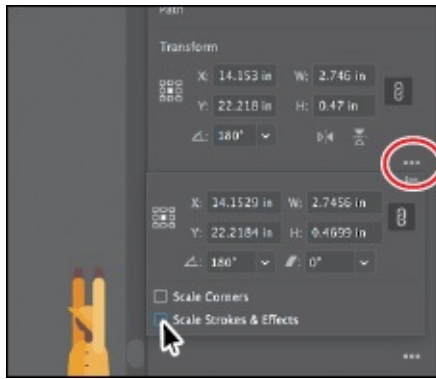 Path
Transform
X: 14.153 in W: 2.746 in
Y: 22.218 in H: 0.47 in
180°
X: 14.1529 in W: 2.7456 in
Y: 22.2184 in H: 0.4699 in
180° 0°
Scale Corners
Scale Strokes & Effects